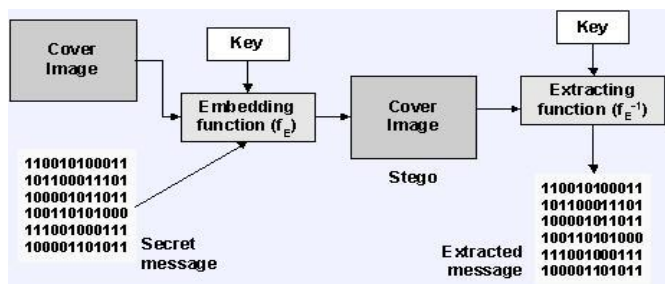 Cover
Image
Key
Embedding
function (f_E)
110010100011
101100011101
100001011011
100110101000
111001000111
100001101011
Secret
message
Cover
Image
Stego
Key
Extracting
function (f_E⁻¹)
110010100011
101100011101
100001011011
100110101000
111001000111
100001101011
Extracted
message